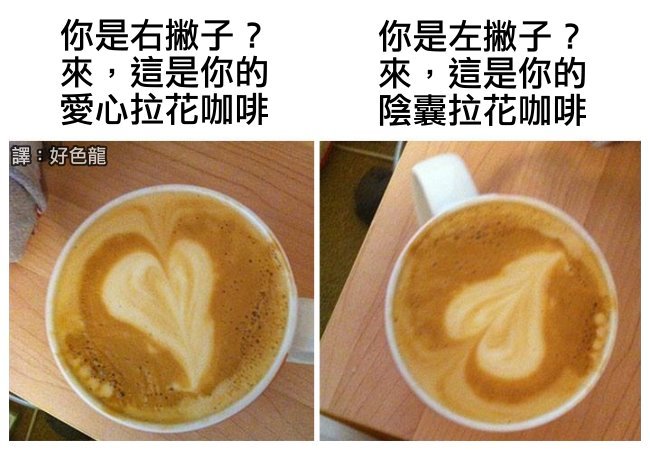 你是右撇子？
來，這是你的
愛心拉花咖啡
你是左撇子？
來，這是你的
陰囊拉花咖啡
譯：好色龍